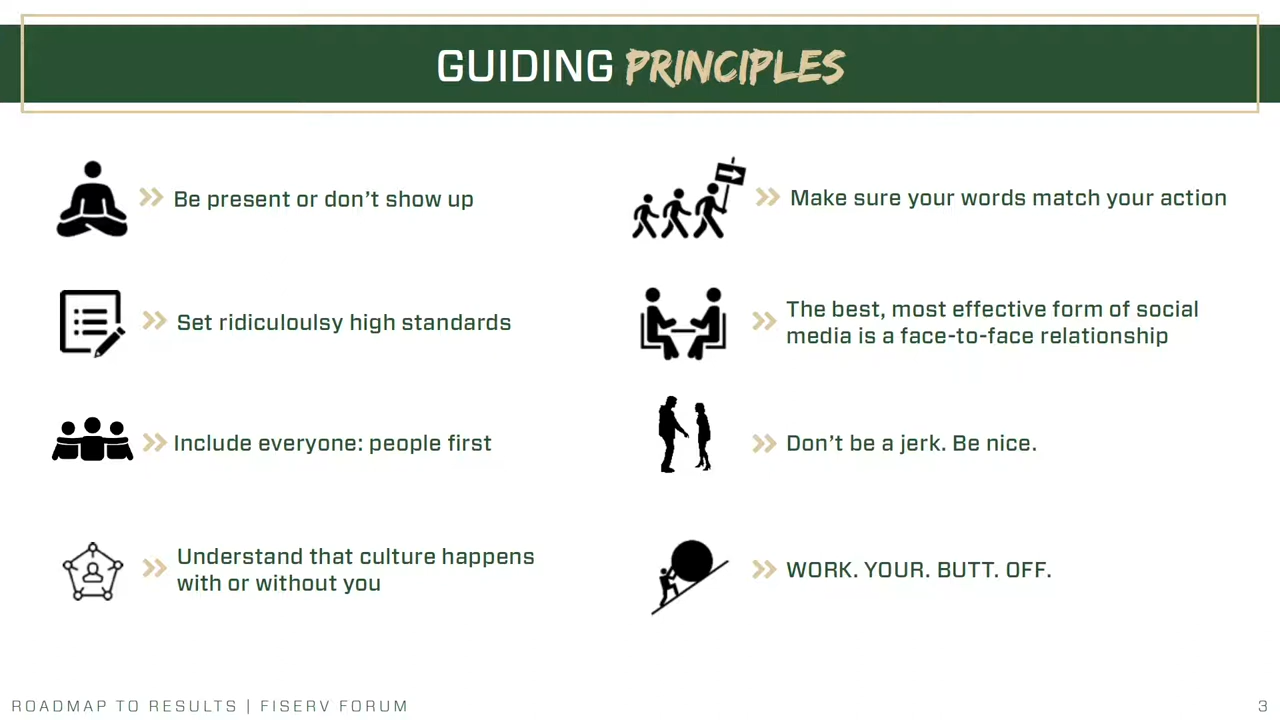 GUIDING PRINCIPLES
Be present or don't show up
Set ridiculoulsy high standards
Include everyone: people first
Understand that culture happens
with or without you
Make sure your words match your action
The best, most effective form of social
media is a face-to-face relationship
Don't be a jerk. Be nice.
WORK. YOUR. BUTT. OFF.
ROADMAP TO RESULTS | FISERV FORUM
3